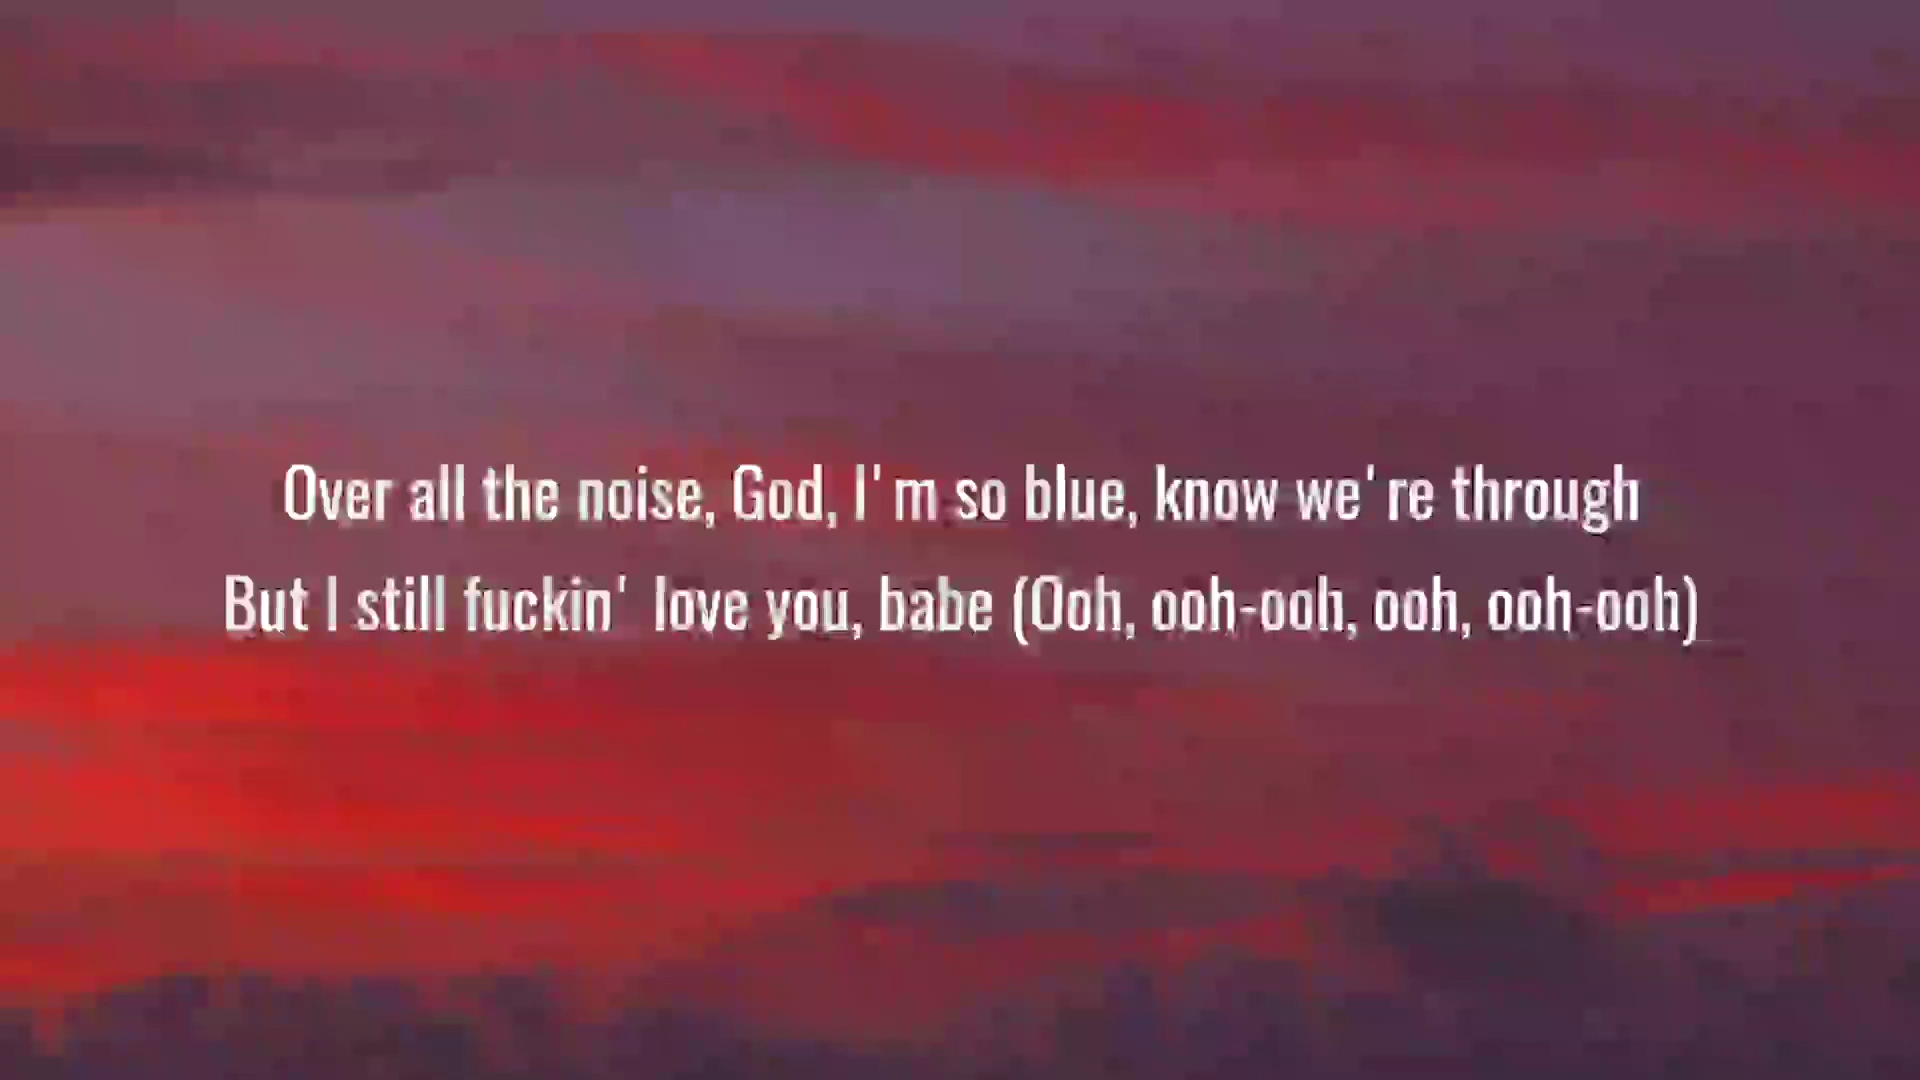 Over all the noise, God, I'm so blue, know we're through
But I still fuckin' love you, babe (Ooh, ooh-ooh, ooh, ooh-ooh)